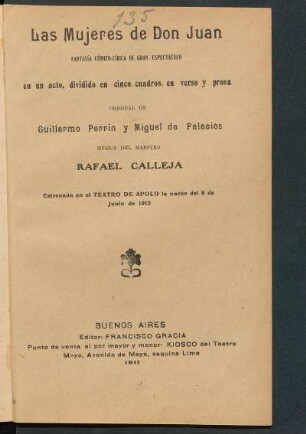 135
Las Mujeres de Don Juan
FANTASÍA CÓMICO-LÍRICA DE GRAN ESPECTÁCULO
en un acto, dividido en cinco cuadros, en verso y prosa
ORIGINAL DE
Guillermo Perrin y Miguel de Palacios
MÚSICA DEL MAESTRO
RAFAEL CALLEJA
Estrenada en el TEATRO DE APOLO la noche del 8 de
Junio de 1912
BUENOS AIRES
Editor: FRANCISCO GRACIA
Punto de venta al por mayor y menor: KIOSCO del Teatro
Mayo, Avenida de Mayo, esquina Lima